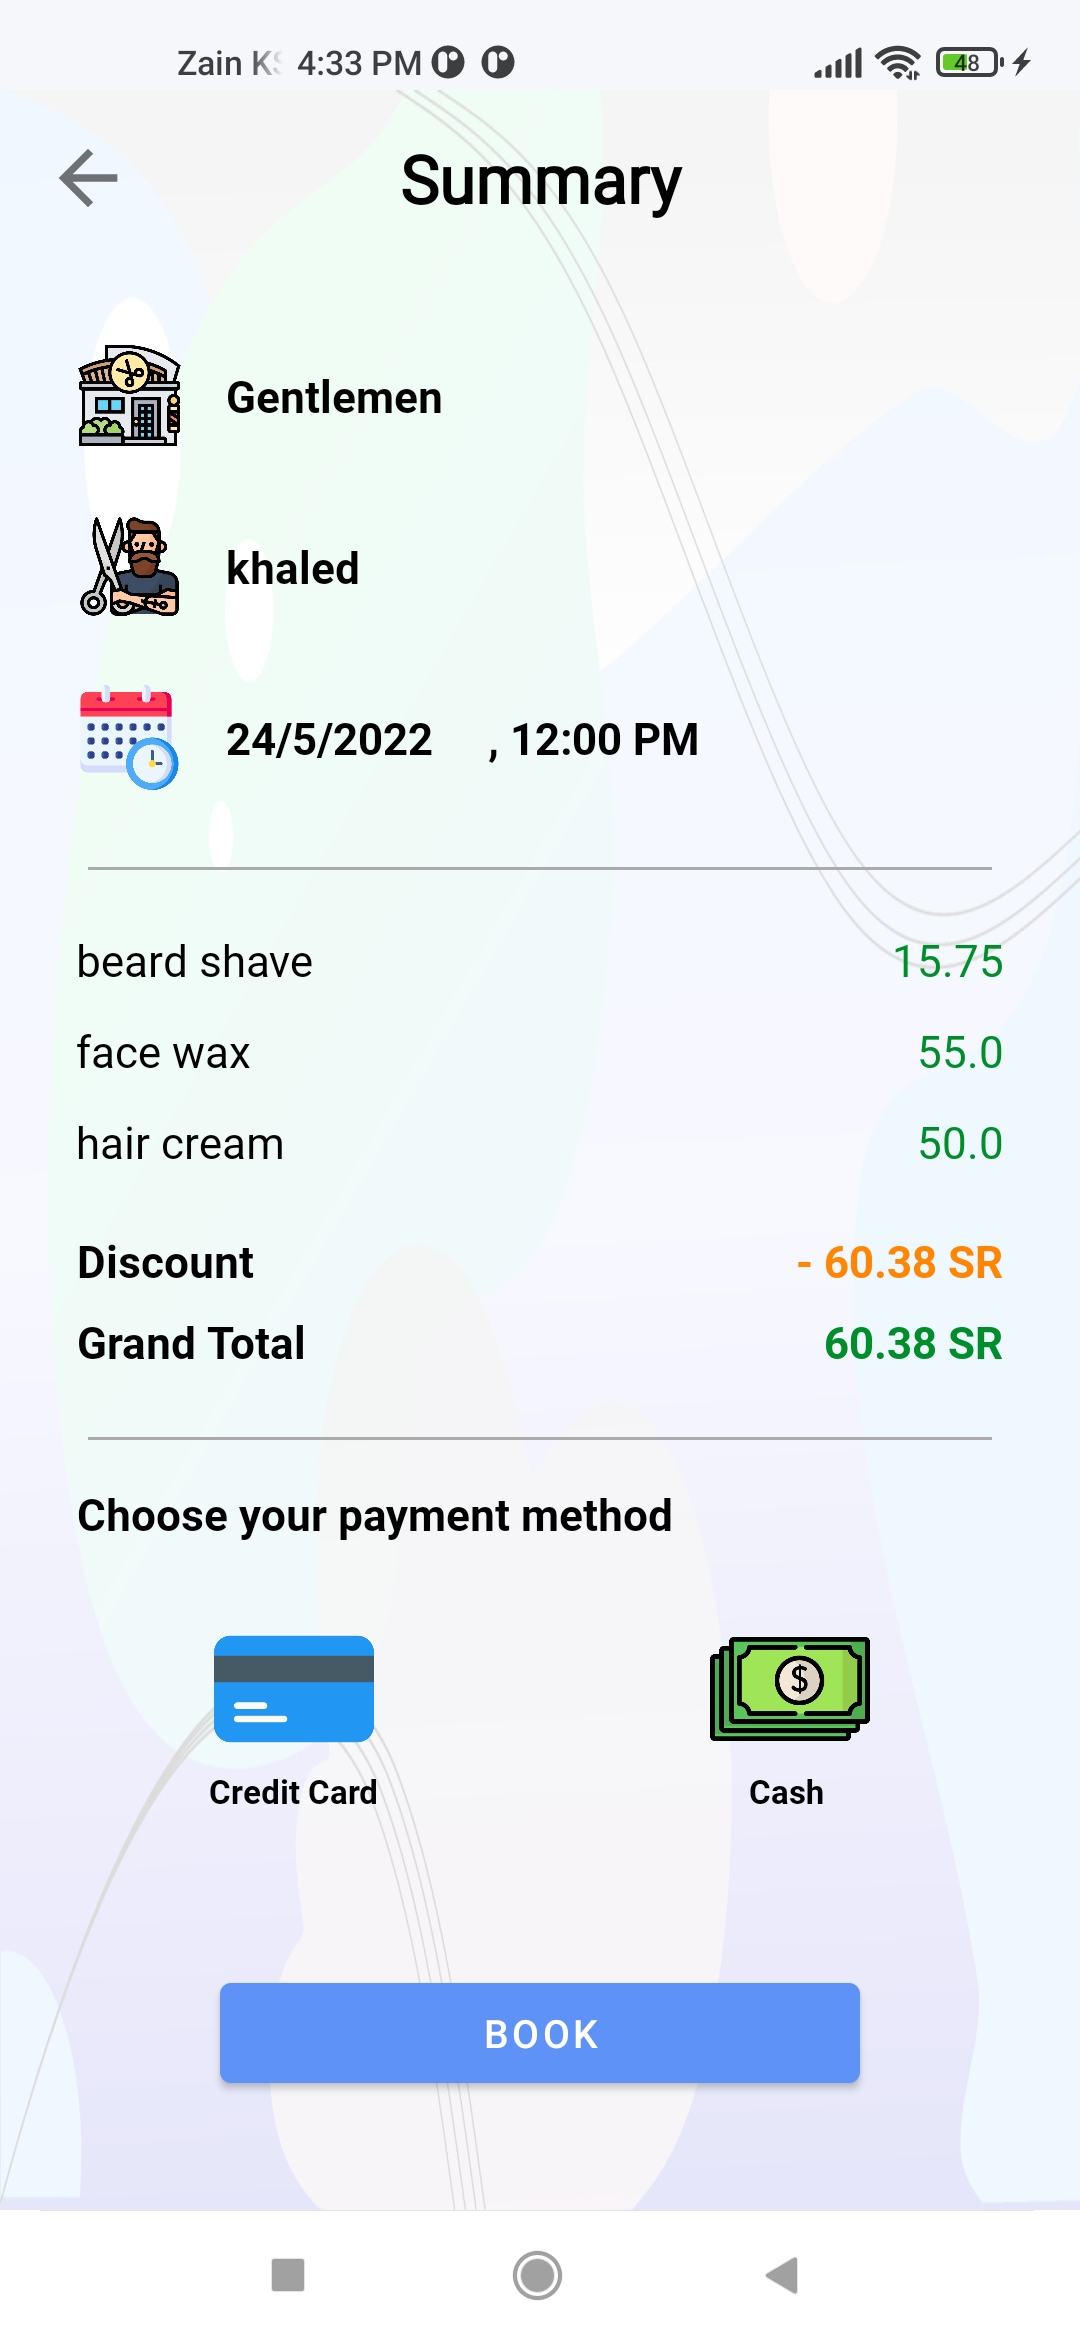 Zain KS 4:33 PM
48
Summary
Gentlemen
khaled
24/5/2022 , 12:00 PM
beard shave 15.75
face wax 55.0
hair cream 50.0
Discount - 60.38 SR
Grand Total 60.38 SR
Choose your payment method
$
Credit Card Cash
BOOK